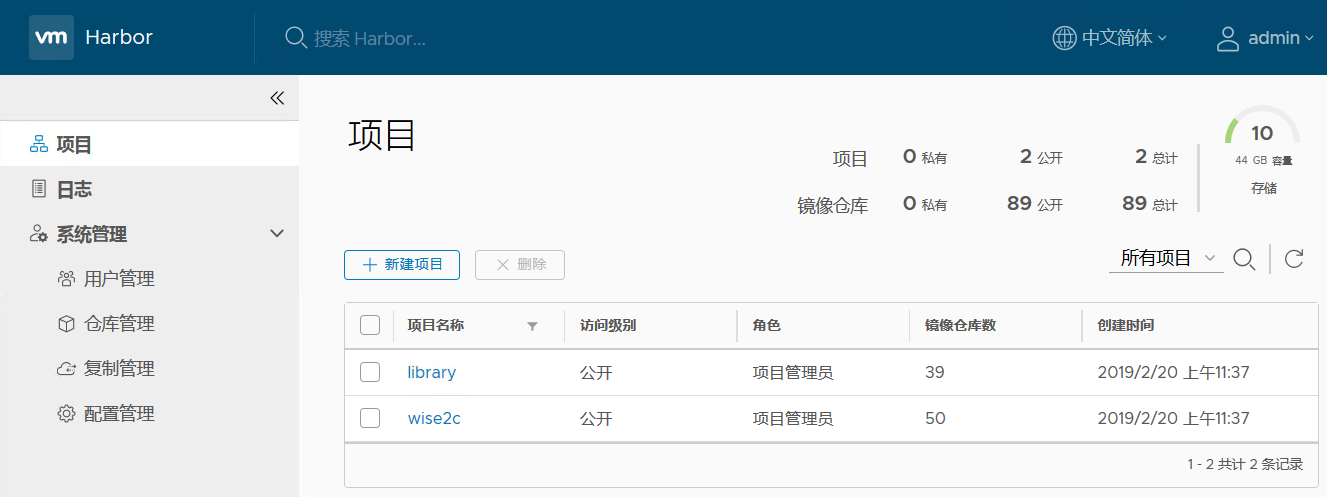 vm Harbor 搜索 Harbor... 中文简体 admin
项目
日志
系统管理
用户管理
仓库管理
复制管理
配置管理
项目
项目 0 私有 2 公开 2 总计
镜像仓库 0 私有 89 公开 89 总计
10
44 GB 容量
存储
新建项目 删除 所有项目
项目名称 访问级别 角色 镜像仓库数 创建时间
library 公开 项目管理员 39 2019/2/20 上午11:37
wise2c 公开 项目管理员 50 2019/2/20 上午11:37
1 - 2 共计 2 条记录